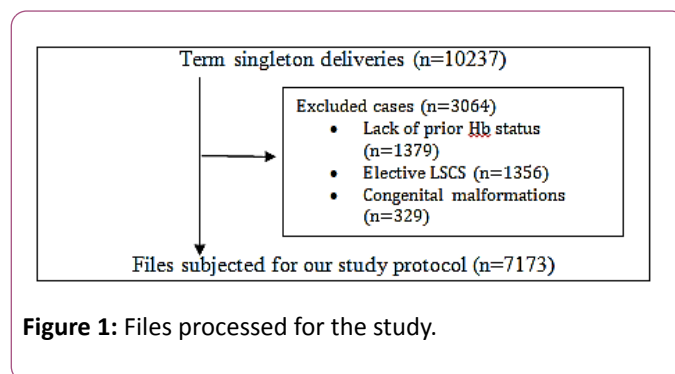 Term singleton deliveries (n=10237)
Excluded cases (n=3064)
• Lack of prior Hb status
(n=1379)
• Elective LSCS (n=1356)
• Congenital malformations
(n=329)
Files subjected for our study protocol (n=7173)
Figure 1: Files processed for the study.